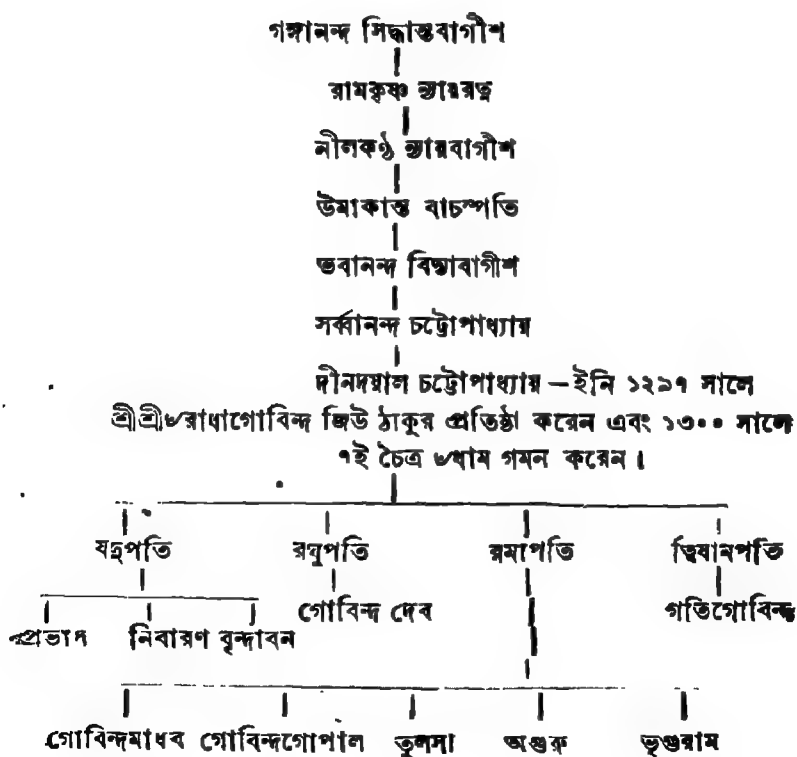 গঙ্গানন্দ সিদ্ধান্তবাগীশ
রামকৃষ্ণ ন্যায়রত্ন
নীলকণ্ঠ ন্যায়বাগীশ
উমাকান্ত বাচস্পতি
ভবানন্দ বিদ্যাবাগীশ
সর্ব্বানন্দ চট্টোপাধ্যায়
দীনদয়াল চট্টোপাধ্যায় — ইনি ১২৯৭ সালে
শ্রীশ্রী৺রাধাগোবিন্দ জিউ ঠাকুর প্রতিষ্ঠা করেন এবং ১৩০০ সালে
৭ই চৈত্র ৺ধাম গমন করেন।
যদুপতি রঘুপতি রমাপতি ত্বিষানপতি
গোবিন্দ দেব গতিগোবিন্দ
প্রভাস নিবারণ বৃন্দাবন
গোবিন্দমাধব গোবিন্দগোপাল তুলসী অগুরু ভৃগুরাম